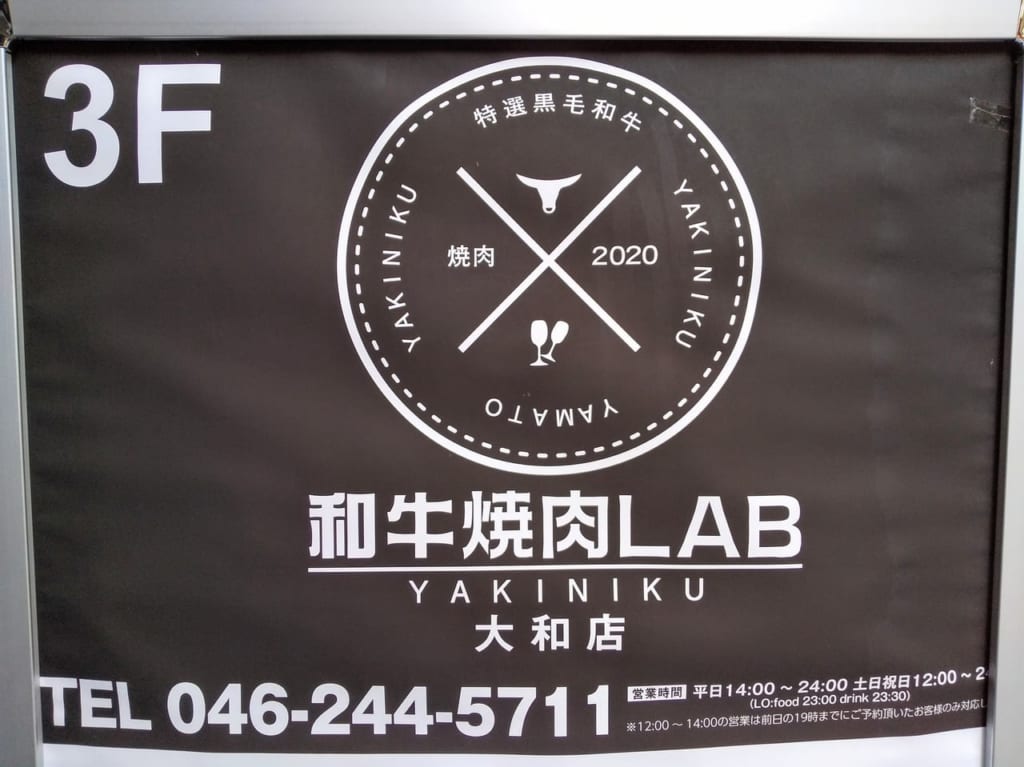 3F
特選黒毛和牛
YAKINIKU
YAKINIKU
焼肉
2020
YAMATO
和牛焼肉LAB
YAKINIKU
大和店
TEL 046-244-5711
営業時間 平日14:00 ～ 24:00 土日祝日12:00 ～ 2
(LO:food 23:00 drink 23:30)
※12:00 ～ 14:00の営業は前日の19時までにご予約頂いたお客様のみ対応し